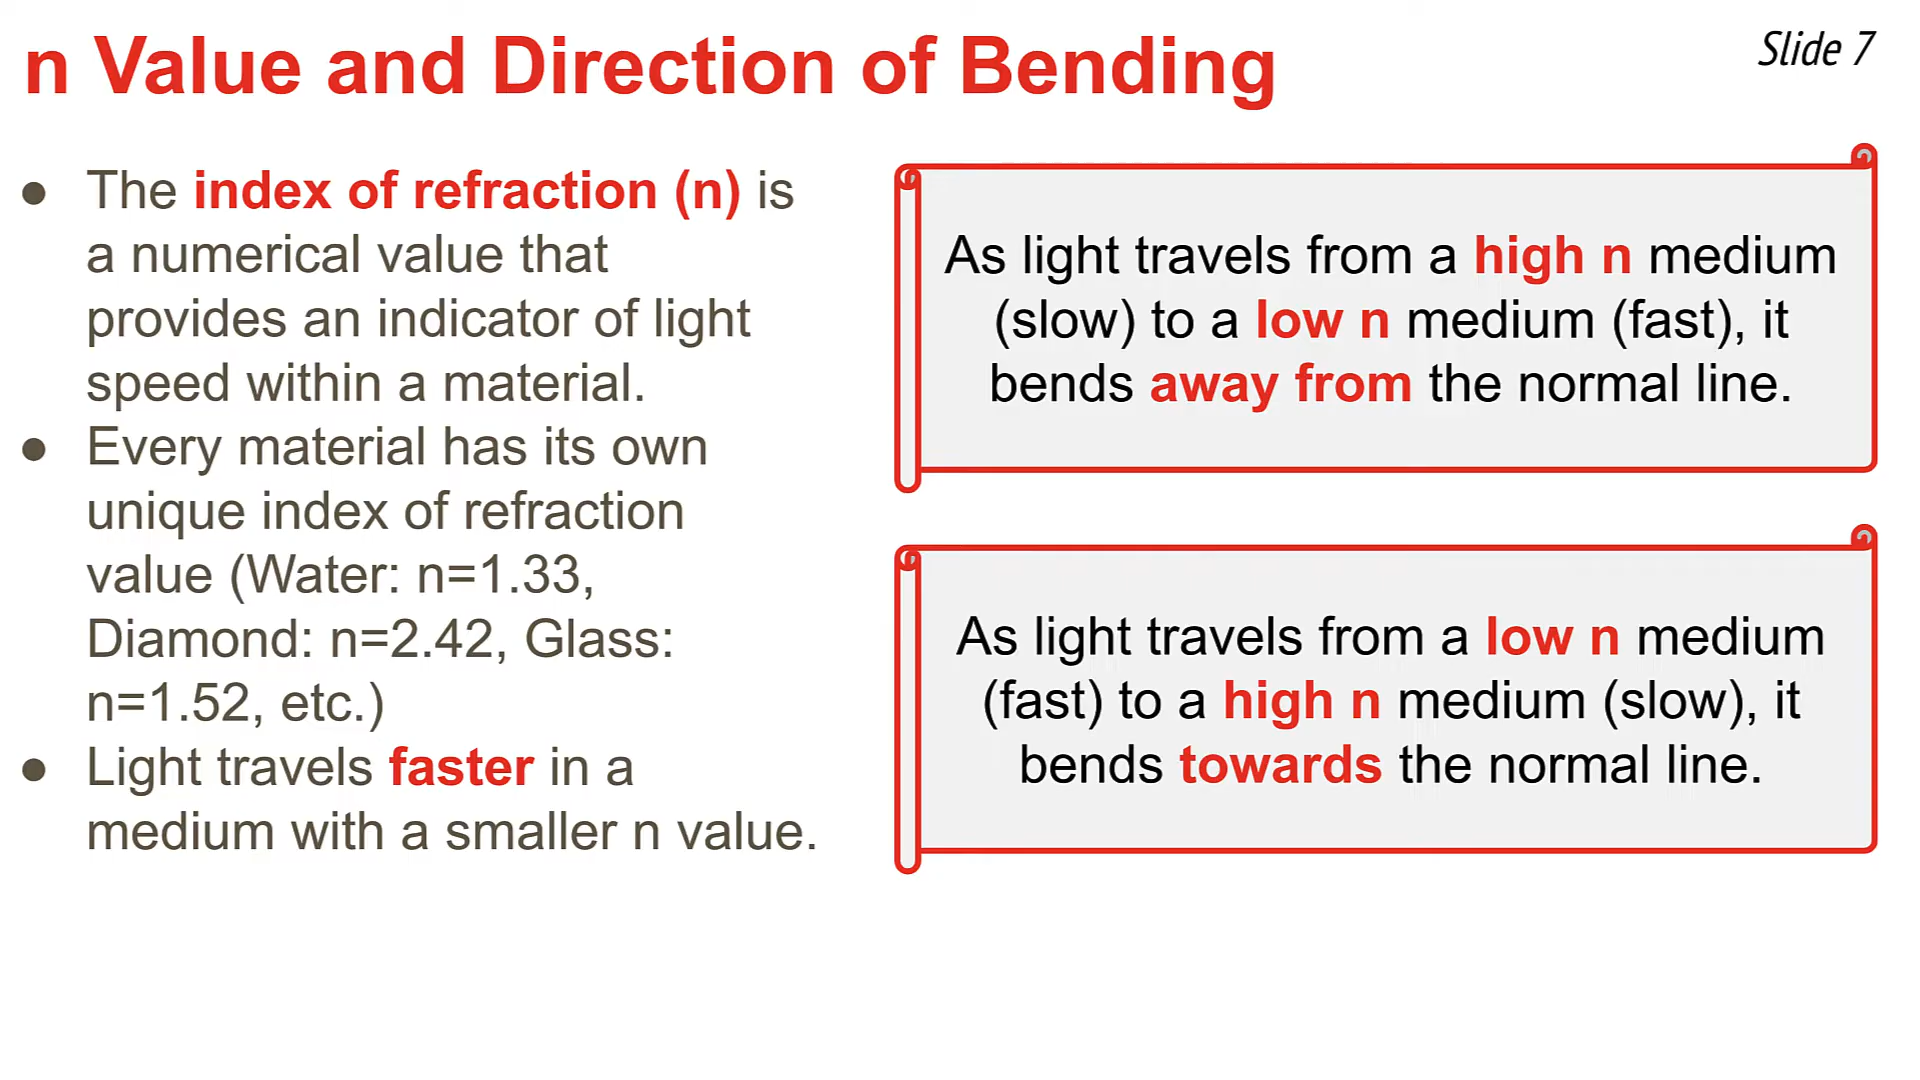 n Value and Direction of Bending
Slide 7
● The index of refraction (n) is
a numerical value that
provides an indicator of light
speed within a material.
● Every material has its own
unique index of refraction
value (Water: n=1.33,
Diamond: n=2.42, Glass:
n=1.52, etc.)
● Light travels faster in a
medium with a smaller n value.
As light travels from a high n medium
(slow) to a low n medium (fast), it
bends away from the normal line.
As light travels from a low n medium
(fast) to a high n medium (slow), it
bends towards the normal line.